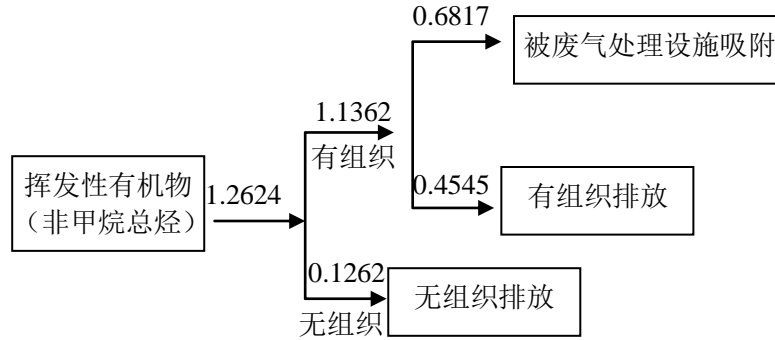 0.6817
被废气处理设施吸附
1.1362
有组织
挥发性有机物
（非甲烷总烃）
1.2624
0.4545
有组织排放
0.1262
无组织
无组织排放